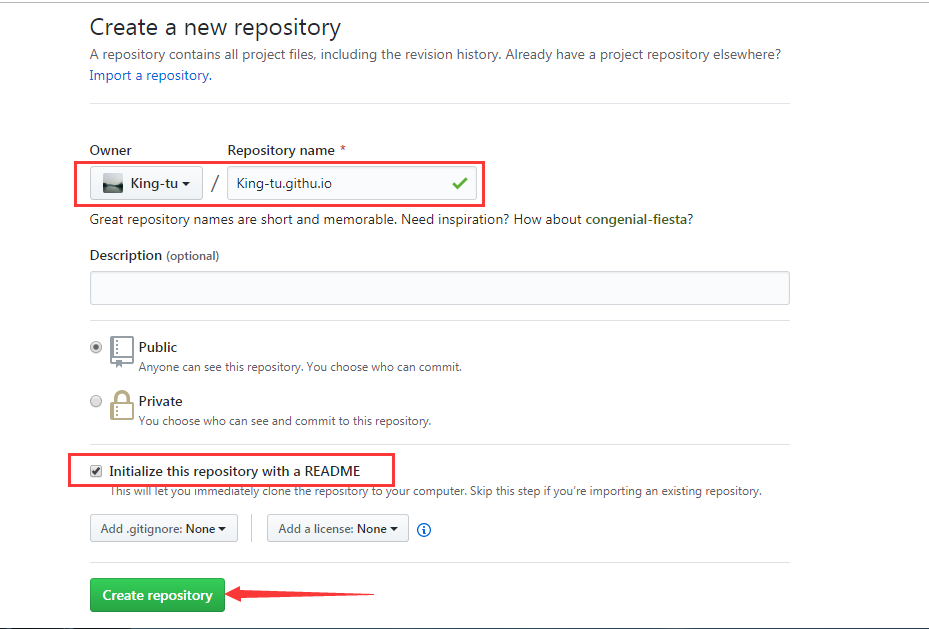 Create a new repository
A repository contains all project files, including the revision history. Already have a project repository elsewhere?
Import a repository.
Owner Repository name *
King-tu / King-tu.githu.io
Great repository names are short and memorable. Need inspiration? How about congenial-fiesta?
Description (optional)
Public
Anyone can see this repository. You choose who can commit.
Private
You choose who can see and commit to this repository.
Initialize this repository with a README
This will let you immediately clone the repository to your computer. Skip this step if you're importing an existing repository.
Add .gitignore: None Add a license: None
Create repository